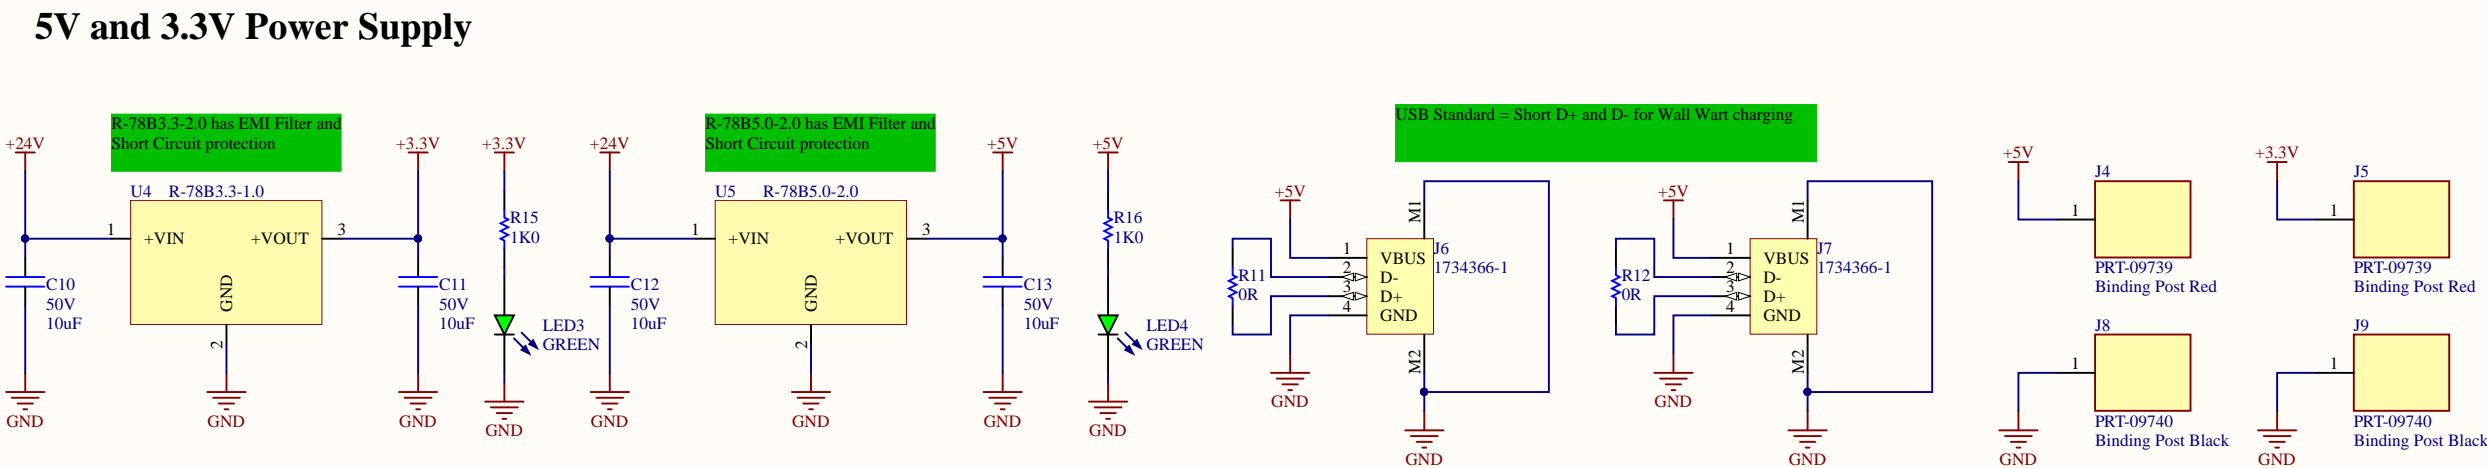 5V and 3.3V Power Supply
R-78B3.3-2.0 has EMI Filter and
Short Circuit protection
+24V
+3.3V
U4 R-78B3.3-1.0
1
+VIN
+VOUT
3
GND
2
C10
50V
10uF
C11
50V
10uF
GND
GND
GND
+3.3V
R15
1K0
LED3
GREEN
GND
R-78B5.0-2.0 has EMI Filter and
Short Circuit protection
+24V
+5V
U5 R-78B5.0-2.0
1
+VIN
+VOUT
3
GND
2
C12
50V
10uF
C13
50V
10uF
GND
GND
GND
+5V
R16
1K0
LED4
GREEN
GND
USB Standard = Short D+ and D- for Wall Wart charging
+5V
M1
J6
1734366-1
1
VBUS
2
D-
3
D+
4
GND
R11
0R
M2
GND
GND
+5V
M1
J7
1734366-1
1
VBUS
2
D-
3
D+
4
GND
R12
0R
M2
GND
GND
+5V
J4
1
PRT-09739
Binding Post Red
+3.3V
J5
1
PRT-09739
Binding Post Red
J8
1
PRT-09740
Binding Post Black
GND
J9
1
PRT-09740
Binding Post Black
GND